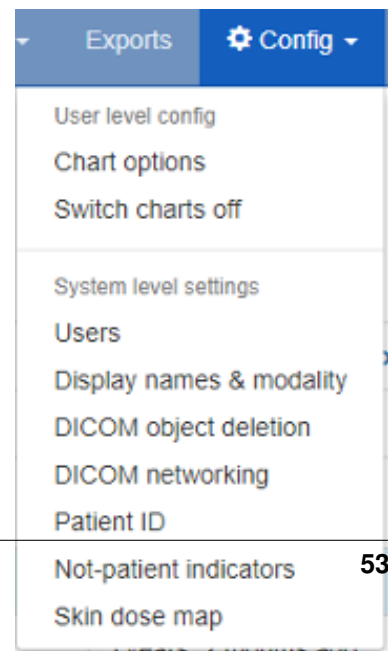 Exports Config
User level config
Chart options
Switch charts off
System level settings
Users
Display names & modality
DICOM object deletion
DICOM networking
Patient ID
Not-patient indicators 53
Skin dose map